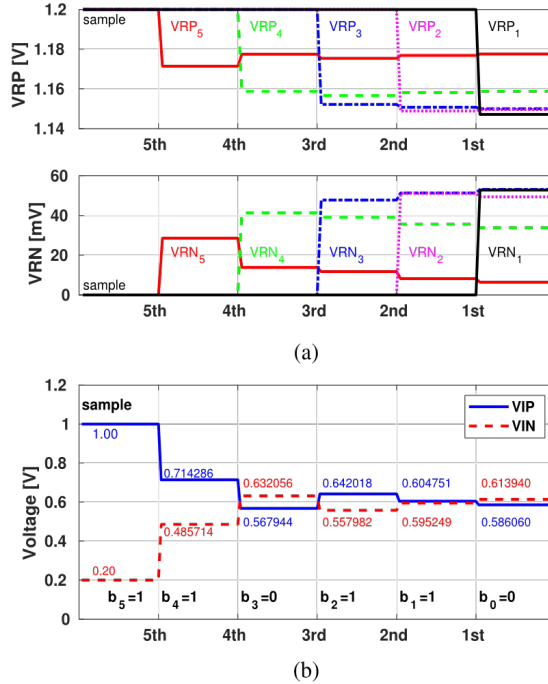 1.20
VRP5 VRP4 VRP3 VRP2 VRP1
1.18
VRP [V]
1.16
sample
1.14
5th 4th 3rd 2nd 1st
60
40
VRN [mV]
VRN5 VRN4 VRN3 VRN2 VRN1
20
sample
0
5th 4th 3rd 2nd 1st
(a)
1.2
sample
VIP
VIN
1
1.00
0.8
Voltage [V]
0.714286 0.632056 0.642018 0.604751 0.613940
0.6
0.485714 0.567944 0.557982 0.595249 0.586060
0.4
0.20
0.2
b5=1 b4=1 b3=0 b2=1 b1=1 b0=0
0
5th 4th 3rd 2nd 1st
(b)